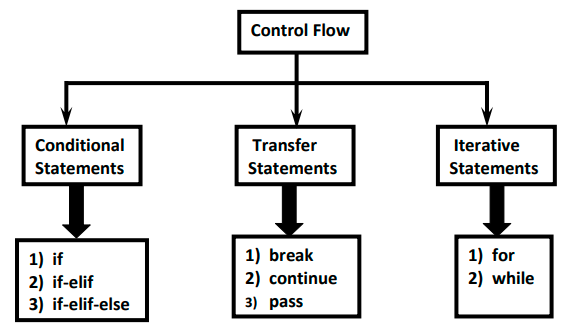 Control Flow
Conditional
Statements
Transfer
Statements
Iterative
Statements
1) if
2) if-elif
3) if-elif-else
1) break
2) continue
3) pass
1) for
2) while